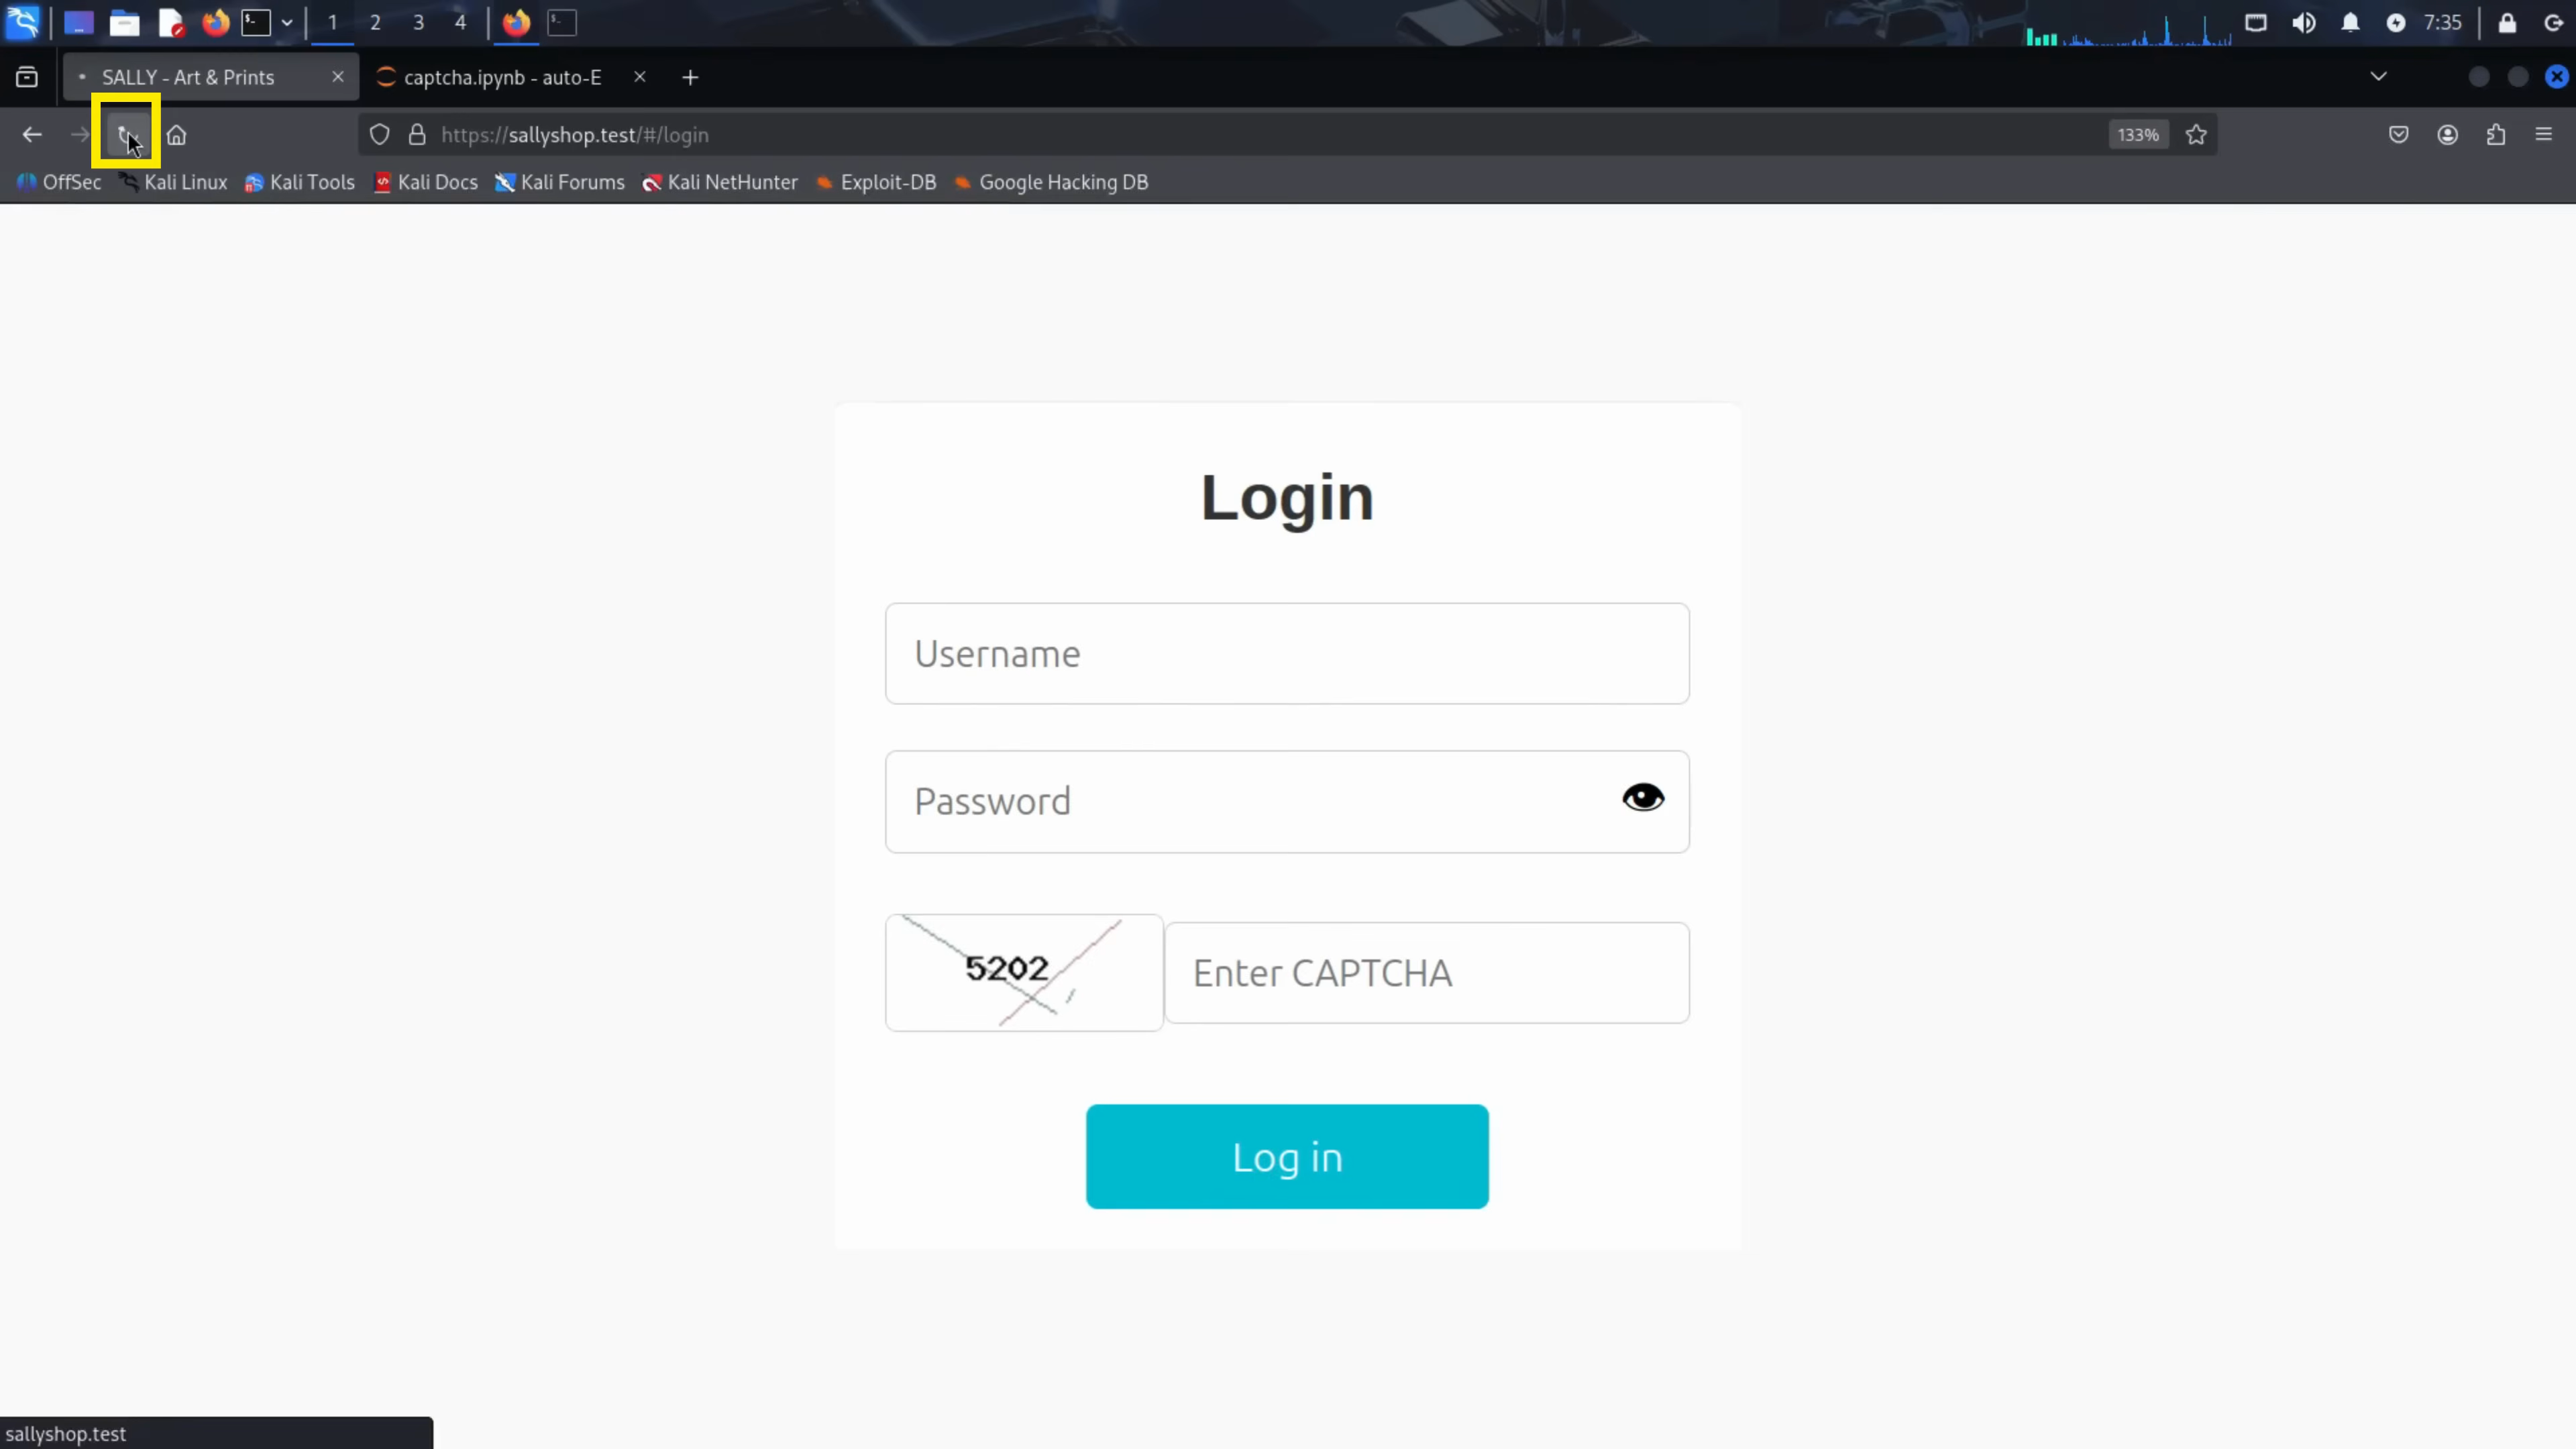 1 2 3 4 7:35
SALLY - Art & Prints captcha.ipynb - auto-E
https://sallyshop.test/#/login 133%
OffSec Kali Linux Kali Tools Kali Docs Kali Forums Kali NetHunter Exploit-DB Google Hacking DB
Login
Username
Password
5202 Enter CAPTCHA
Log in
sallyshop.test